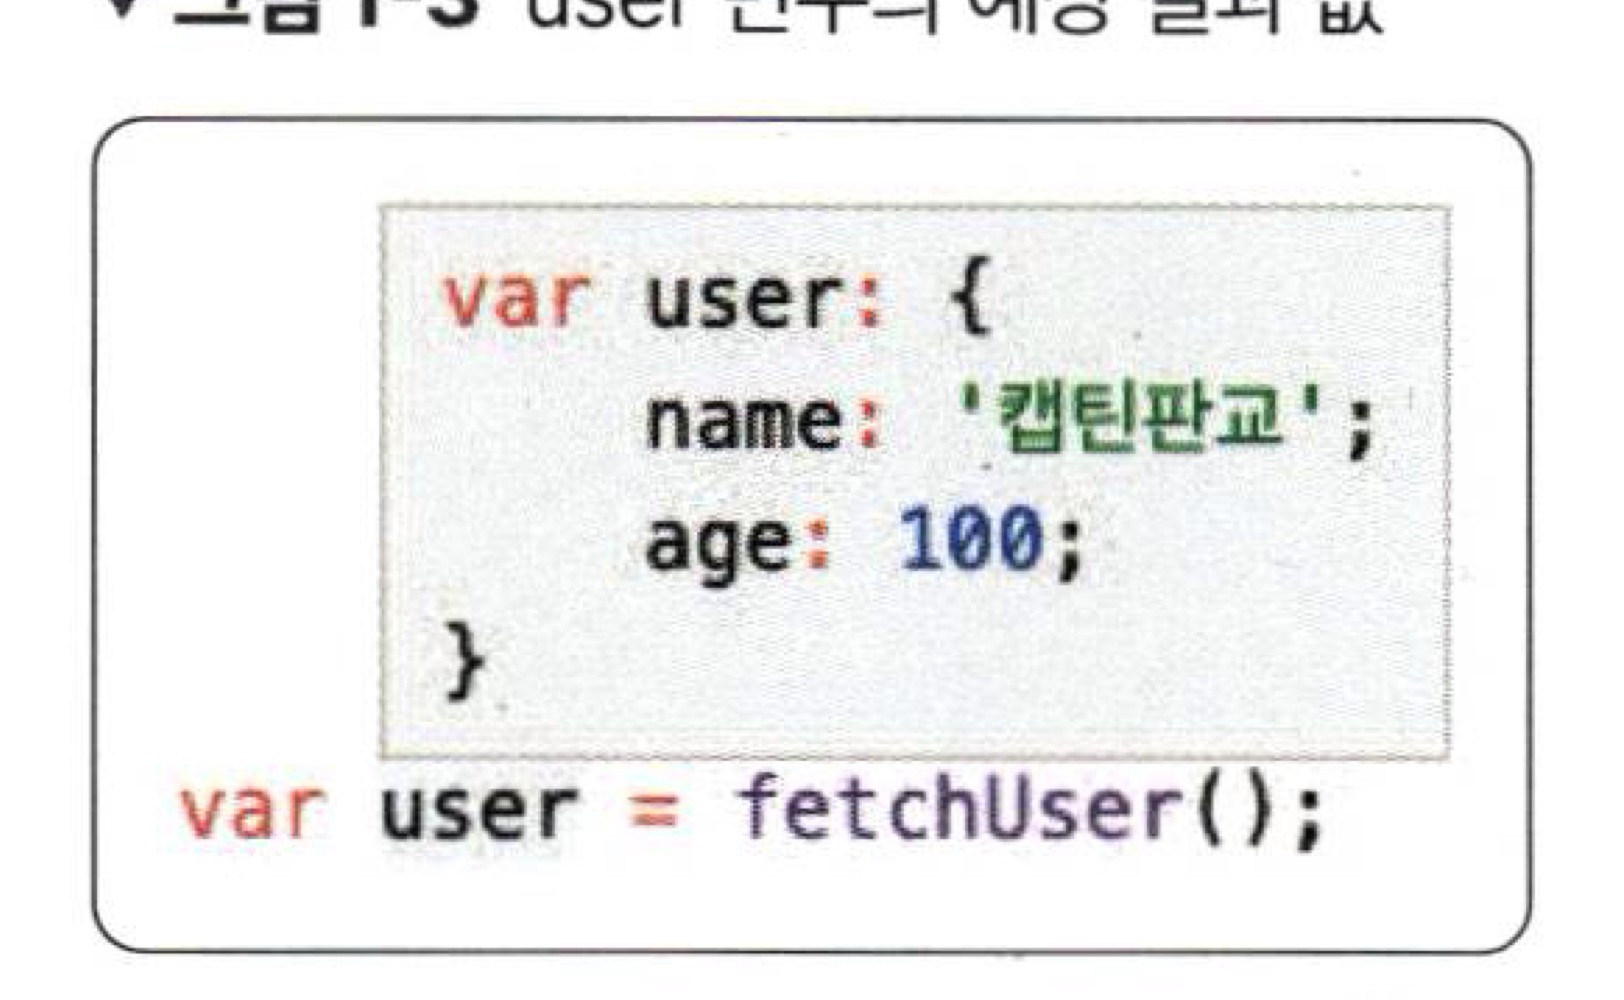 ▼ 그림 1-3 user 변수의 예상 결과 값
var user: {
name: '캡틴판교';
age: 100;
}
var user = fetchUser();